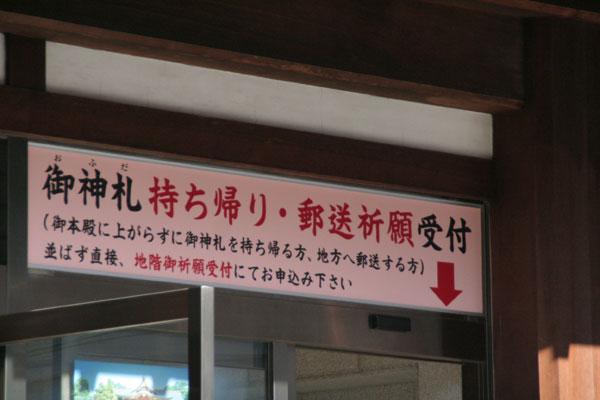 おふだ
御神札持ち帰り・郵送祈願受付
(御本殿に上がらずに御神札を持ち帰る方、地方へ郵送する方)
並ばず直接、地階御祈願受付にてお申込み下さい